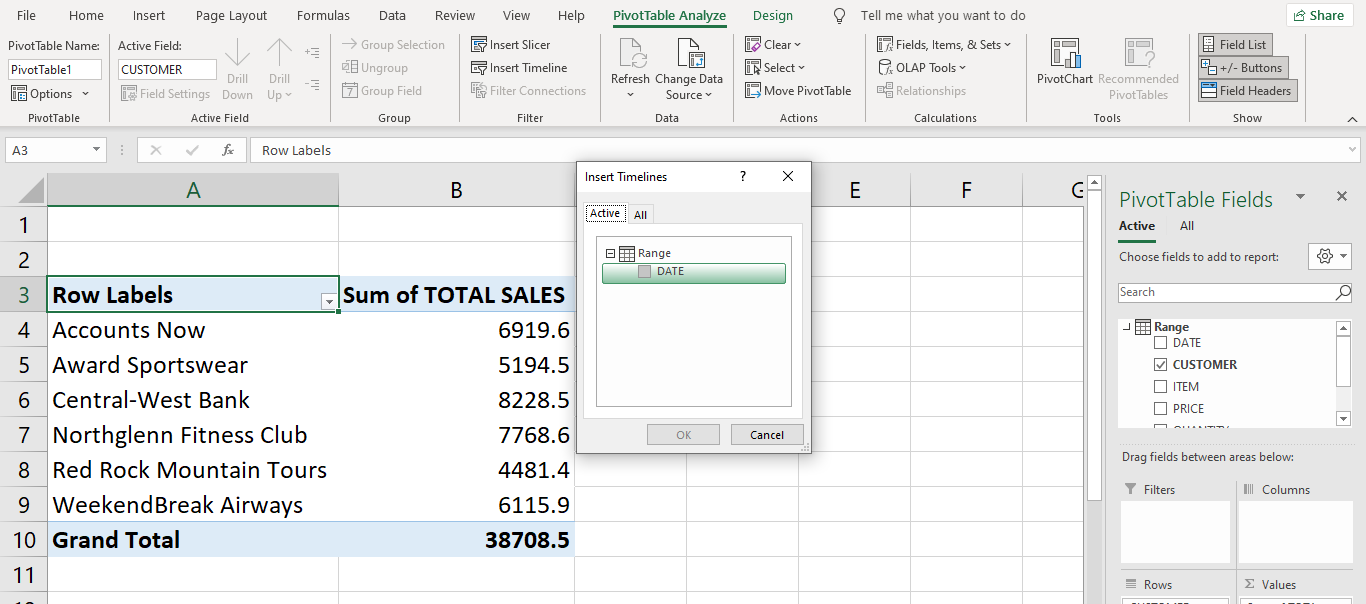 File Home Insert Page Layout Formulas Data Review View Help PivotTable Analyze Design Tell me what you want to do Share
PivotTable Name: Active Field: Group Selection Insert Slicer Clear Fields, Items, & Sets Field List
PivotTable1 CUSTOMER Drill Down Drill Up Ungroup Insert Timeline Refresh Change Data Source Select OLAP Tools PivotChart Recommended PivotTables +/- Buttons
Options Field Settings Group Field Filter Connections Move PivotTable Relationships Field Headers
PivotTable Active Field Group Filter Data Actions Calculations Tools Show
A3 fx Row Labels
A B E F G
1
2
3 Row Labels Sum of TOTAL SALES
4 Accounts Now 6919.6
5 Award Sportswear 5194.5
6 Central-West Bank 8228.5
7 Northglenn Fitness Club 7768.6
8 Red Rock Mountain Tours 4481.4
9 WeekendBreak Airways 6115.9
10 Grand Total 38708.5
11
Insert Timelines ?
Active All
Range
DATE
OK Cancel
PivotTable Fields
Active All
Choose fields to add to report:
Search
Range
DATE
CUSTOMER
ITEM
PRICE
Drag fields between areas below:
Filters Columns
Rows Σ Values